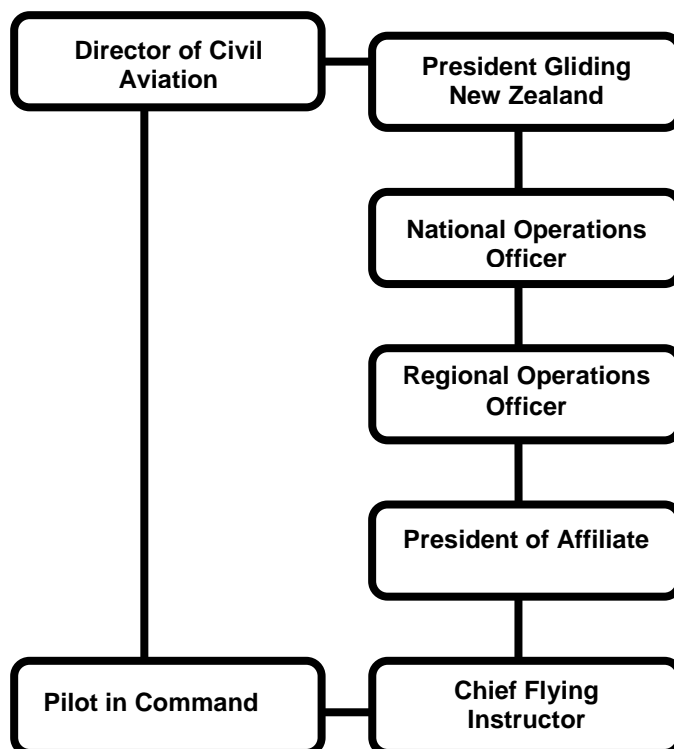 Director of Civil
Aviation
President Gliding
New Zealand
National Operations
Officer
Regional Operations
Officer
President of Affiliate
Pilot in Command
Chief Flying
Instructor